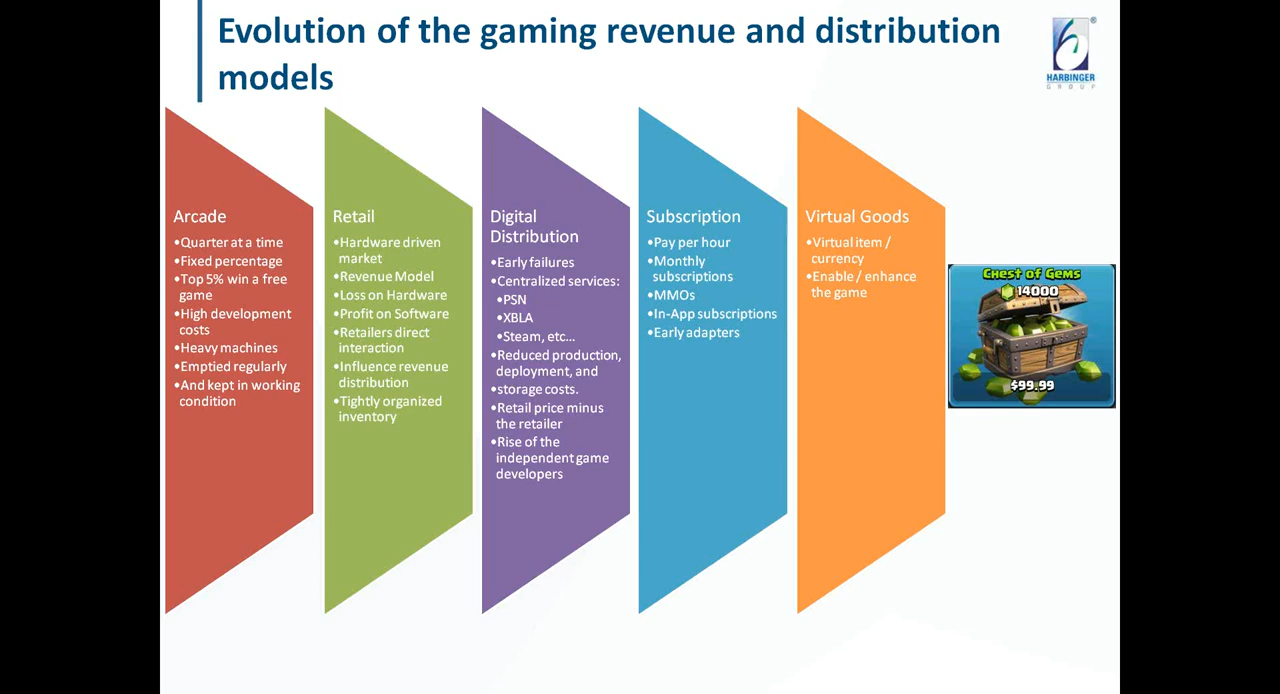 Evolution of the gaming revenue and distribution
models
®
HARBINGER
GROUP
Arcade
•Quarter at a time
•Fixed percentage
•Top 5% win a free
game
•High development
costs
•Heavy machines
•Emptied regularly
•And kept in working
condition
Retail
•Hardware driven
market
•Revenue Model
•Loss on Hardware
•Profit on Software
•Retailers direct
interaction
•Influence revenue
distribution
•Tightly organized
inventory
Digital
Distribution
•Early failures
•Centralized services:
•PSN
•XBLA
•Steam, etc...
•Reduced production,
deployment, and
•storage costs.
•Retail price minus
the retailer
•Rise of the
independent game
developers
Subscription
•Pay per hour
•Monthly
subscriptions
•MMOs
•In-App subscriptions
•Early adapters
Virtual Goods
•Virtual item /
currency
•Enable / enhance
the game
Chest of Gems
14000
$99.99